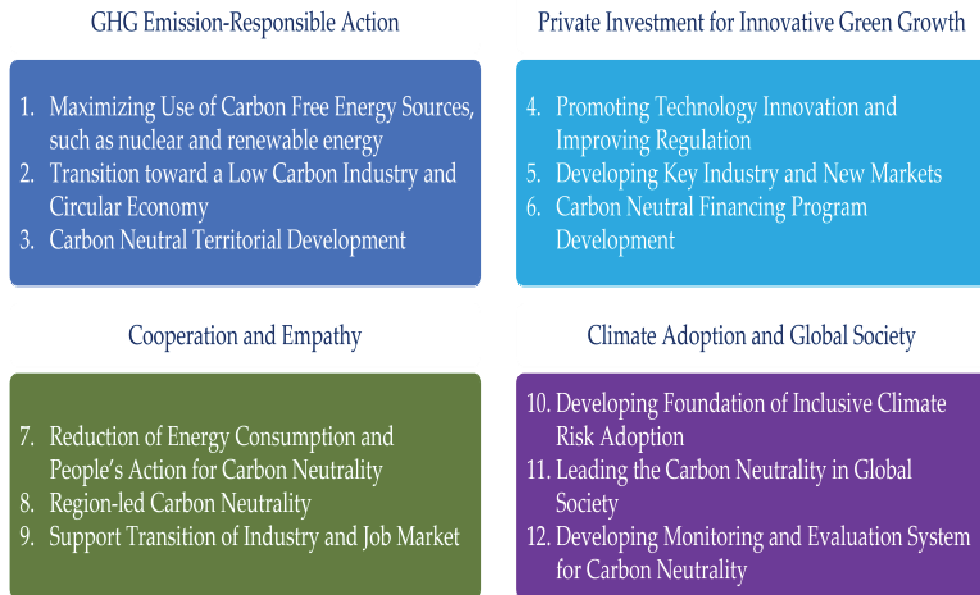 GHG Emission-Responsible Action
1. Maximizing Use of Carbon Free Energy Sources,
such as nuclear and renewable energy
2. Transition toward a Low Carbon Industry and
Circular Economy
3. Carbon Neutral Territorial Development
Private Investment for Innovative Green Growth
4. Promoting Technology Innovation and
Improving Regulation
5. Developing Key Industry and New Markets
6. Carbon Neutral Financing Program
Development
Cooperation and Empathy
7. Reduction of Energy Consumption and
People's Action for Carbon Neutrality
8. Region-led Carbon Neutrality
9. Support Transition of Industry and Job Market
Climate Adoption and Global Society
10. Developing Foundation of Inclusive Climate
Risk Adoption
11. Leading the Carbon Neutrality in Global
Society
12. Developing Monitoring and Evaluation System
for Carbon Neutrality